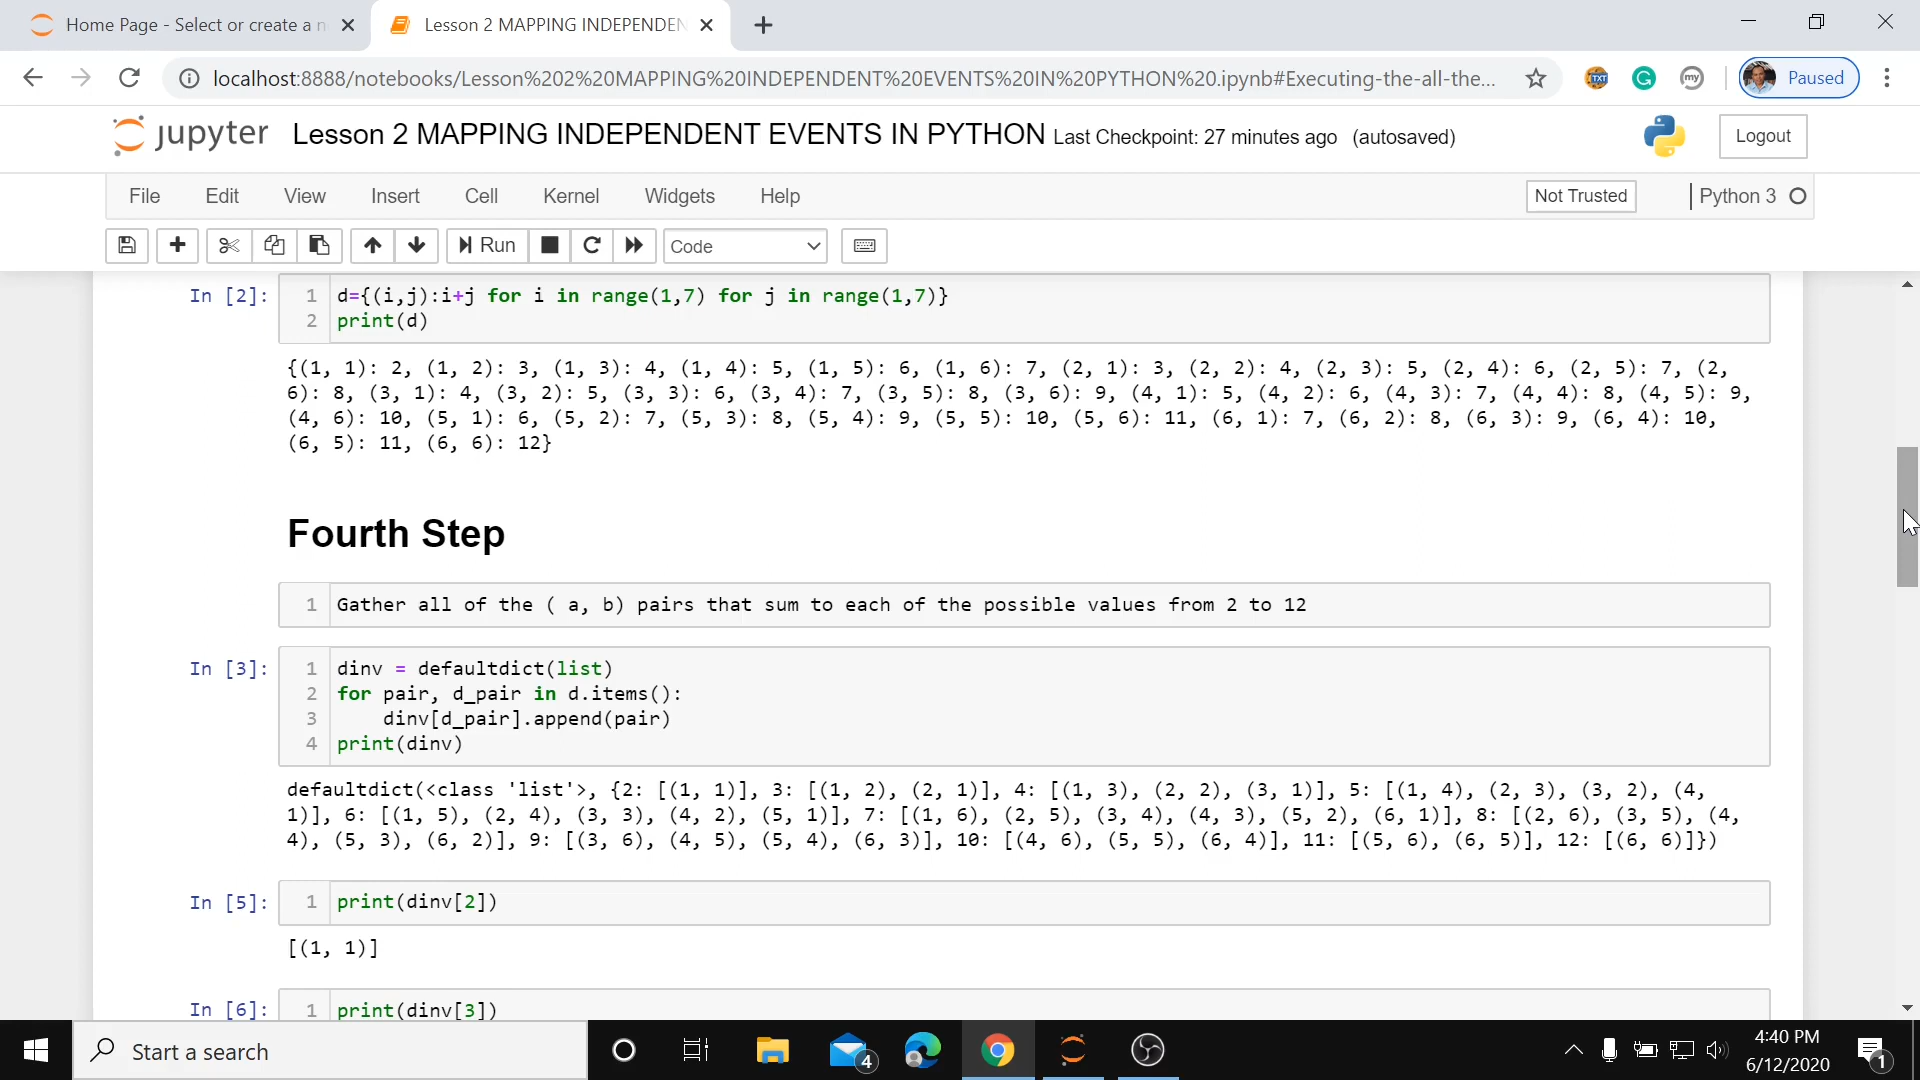 Home Page - Select or create a n
Lesson 2 MAPPING INDEPENDEN
localhost:8888/notebooks/Lesson%202%20MAPPING%20INDEPENDENT%20EVENTS%20IN%20PYTHON%20.ipynb#Executing-the-all-the...
TXT
my
Paused
jupyter
Lesson 2 MAPPING INDEPENDENT EVENTS IN PYTHON Last Checkpoint: 27 minutes ago (autosaved)
Logout
File Edit View Insert Cell Kernel Widgets Help
Not Trusted
Python 3
Run
Code
In [2]:
1 d={(i,j):i+j for i in range(1,7) for j in range(1,7)}
2 print(d)
{(1, 1): 2, (1, 2): 3, (1, 3): 4, (1, 4): 5, (1, 5): 6, (1, 6): 7, (2, 1): 3, (2, 2): 4, (2, 3): 5, (2, 4): 6, (2, 5): 7, (2,
6): 8, (3, 1): 4, (3, 2): 5, (3, 3): 6, (3, 4): 7, (3, 5): 8, (3, 6): 9, (4, 1): 5, (4, 2): 6, (4, 3): 7, (4, 4): 8, (4, 5): 9,
(4, 6): 10, (5, 1): 6, (5, 2): 7, (5, 3): 8, (5, 4): 9, (5, 5): 10, (5, 6): 11, (6, 1): 7, (6, 2): 8, (6, 3): 9, (6, 4): 10,
(6, 5): 11, (6, 6): 12}
Fourth Step
1 Gather all of the ( a, b) pairs that sum to each of the possible values from 2 to 12
In [3]:
1 dinv = defaultdict(list)
2 for pair, d_pair in d.items():
3     dinv[d_pair].append(pair)
4 print(dinv)
defaultdict(<class 'list'>, {2: [(1, 1)], 3: [(1, 2), (2, 1)], 4: [(1, 3), (2, 2), (3, 1)], 5: [(1, 4), (2, 3), (3, 2), (4,
1)], 6: [(1, 5), (2, 4), (3, 3), (4, 2), (5, 1)], 7: [(1, 6), (2, 5), (3, 4), (4, 3), (5, 2), (6, 1)], 8: [(2, 6), (3, 5), (4,
4), (5, 3), (6, 2)], 9: [(3, 6), (4, 5), (5, 4), (6, 3)], 10: [(4, 6), (5, 5), (6, 4)], 11: [(5, 6), (6, 5)], 12: [(6, 6)]})
In [5]:
1 print(dinv[2])
[(1, 1)]
In [6]:
1 print(dinv[3])
Start a search
4
4:40 PM
6/12/2020
1